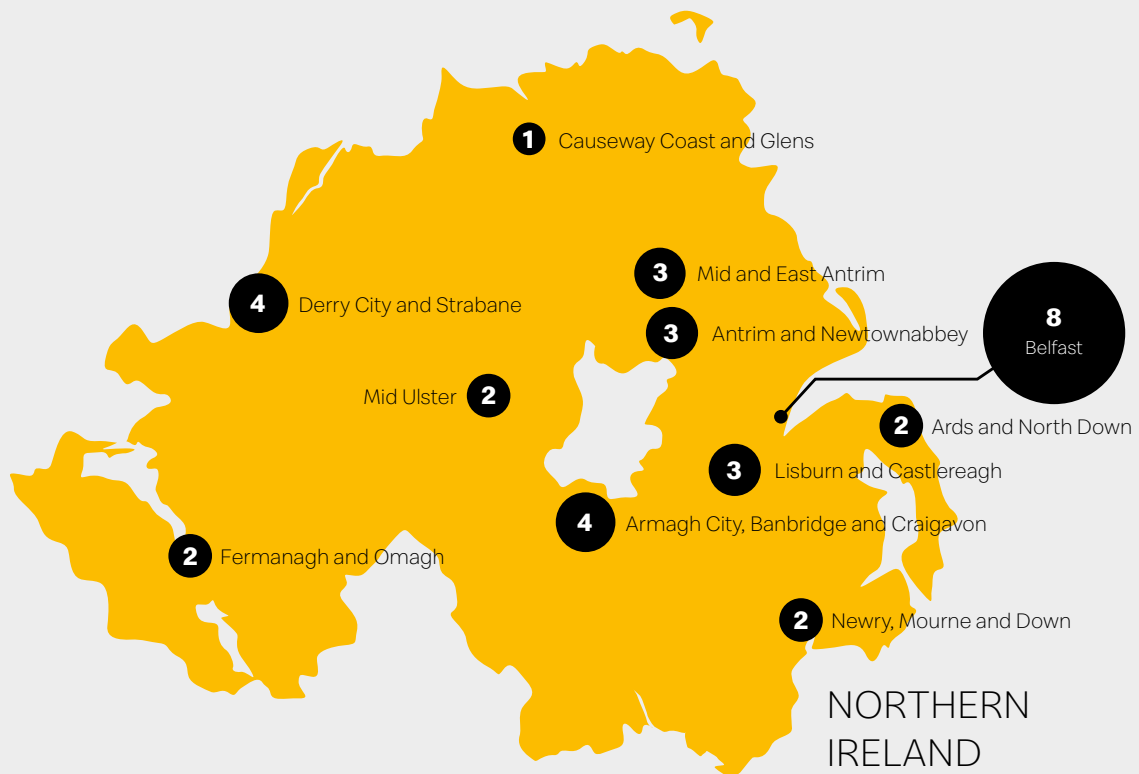 1 Causeway Coast and Glens
3 Mid and East Antrim
4 Derry City and Strabane
8
Belfast
3 Antrim and Newtownabbey
Mid Ulster 2
2 Ards and North Down
3 Lisburn and Castlereagh
4 Armagh City, Banbridge and Craigavon
2 Fermanagh and Omagh
2 Newry, Mourne and Down
NORTHERN
IRELAND